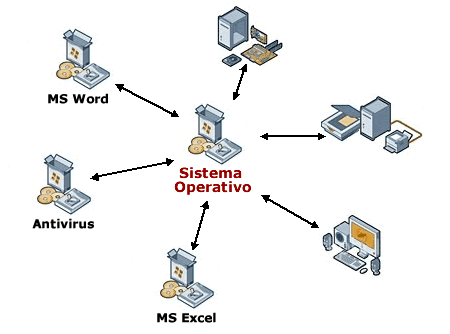 MS Word
Sistema
Operativo
Antivirus
MS Excel